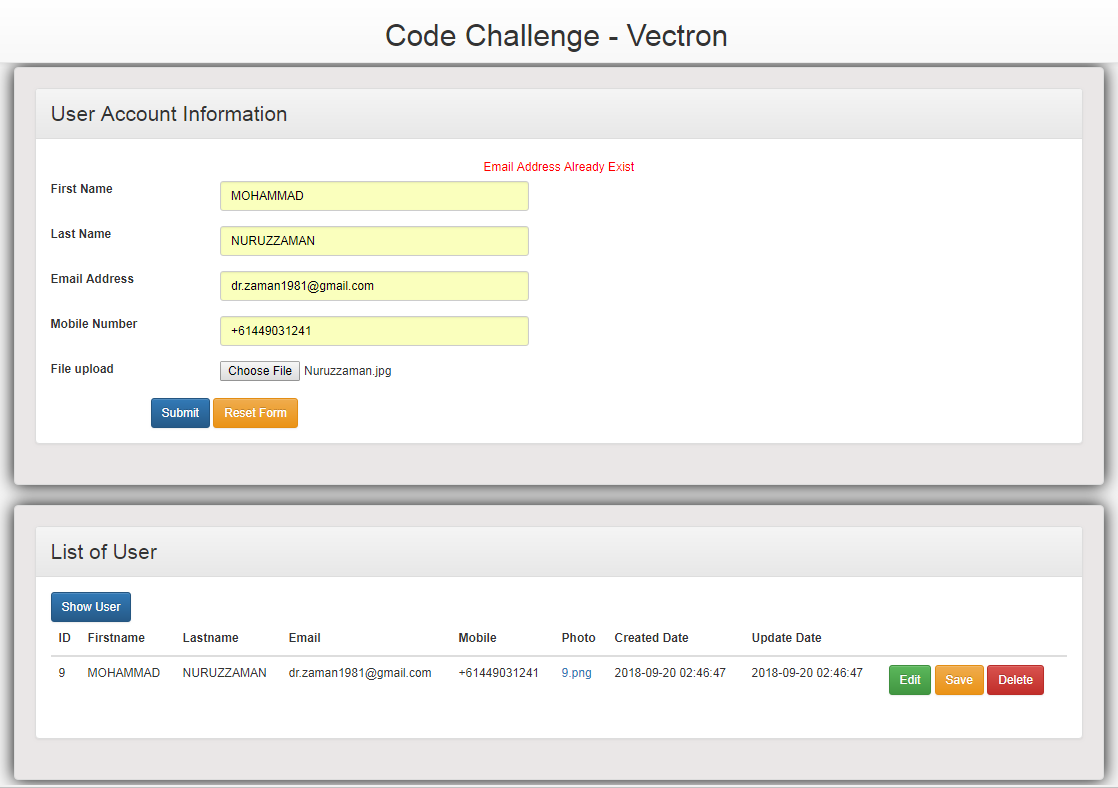 Code Challenge - Vectron
User Account Information
Email Address Already Exist
First Name MOHAMMAD
Last Name NURUZZAMAN
Email Address dr.zaman1981@gmail.com
Mobile Number +61449031241
File upload Choose File Nuruzzaman.jpg
Submit Reset Form
List of User
Show User
ID Firstname Lastname Email Mobile Photo Created Date Update Date
9 MOHAMMAD NURUZZAMAN dr.zaman1981@gmail.com +61449031241 9.png 2018-09-20 02:46:47 2018-09-20 02:46:47 Edit Save Delete